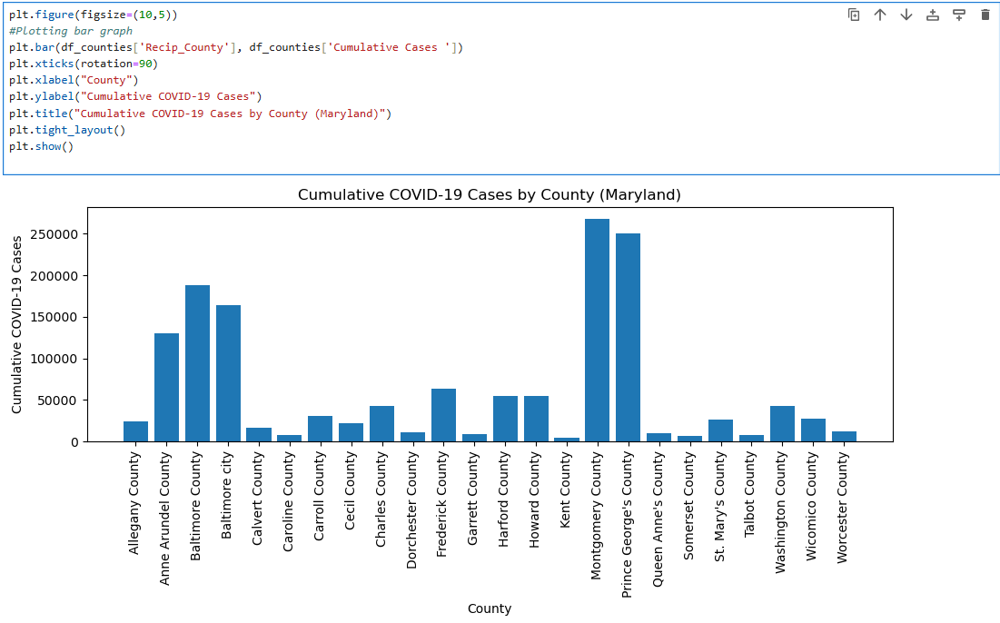 plt.figure(figsize=(10,5))
#Plotting bar graph
plt.bar(df_counties['Recip_County'], df_counties['Cumulative Cases '])
plt.xticks(rotation=90)
plt.xlabel("County")
plt.ylabel("Cumulative COVID-19 Cases")
plt.title("Cumulative COVID-19 Cases by County (Maryland)")
plt.tight_layout()
plt.show()
Cumulative COVID-19 Cases by County (Maryland)
Cumulative COVID-19 Cases
250000
200000
150000
100000
50000
0
Allegany County
Anne Arundel County
Baltimore County
Baltimore city
Calvert County
Caroline County
Carroll County
Cecil County
Charles County
Dorchester County
Frederick County
Garrett County
Harford County
Howard County
Kent County
Montgomery County
Prince George's County
Queen Anne's County
Somerset County
St. Mary's County
Talbot County
Washington County
Wicomico County
Worcester County
County